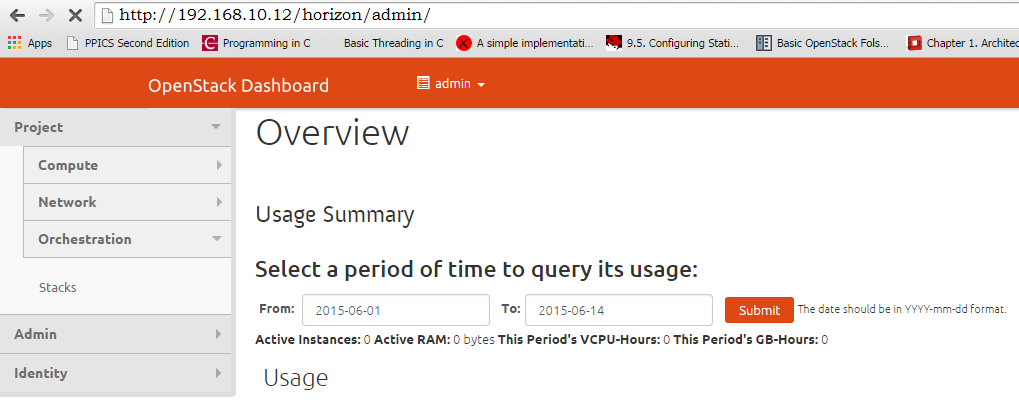 http://192.168.10.12/horizon/admin/
Apps PPICS Second Edition Programming in C Basic Threading in C A simple implementati... 9.5. Configuring Stati... Basic OpenStack Fols... Chapter 1. Architec
OpenStack Dashboard admin
Project
Compute
Network
Orchestration
Stacks
Admin
Identity
Overview
Usage Summary
Select a period of time to query its usage:
From: 2015-06-01 To: 2015-06-14 Submit The date should be in YYYY-mm-dd format.
Active Instances: 0 Active RAM: 0 bytes This Period's VCPU-Hours: 0 This Period's GB-Hours: 0
Usage